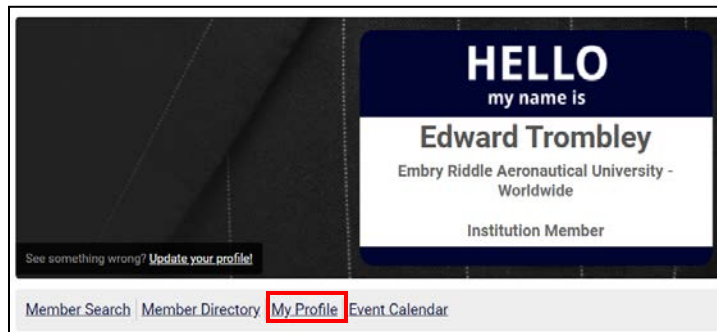 HELLO
my name is
Edward Trombley
Embry Riddle Aeronautical University -
Worldwide
Institution Member
See something wrong? Update your profile!
Member Search Member Directory My Profile Event Calendar